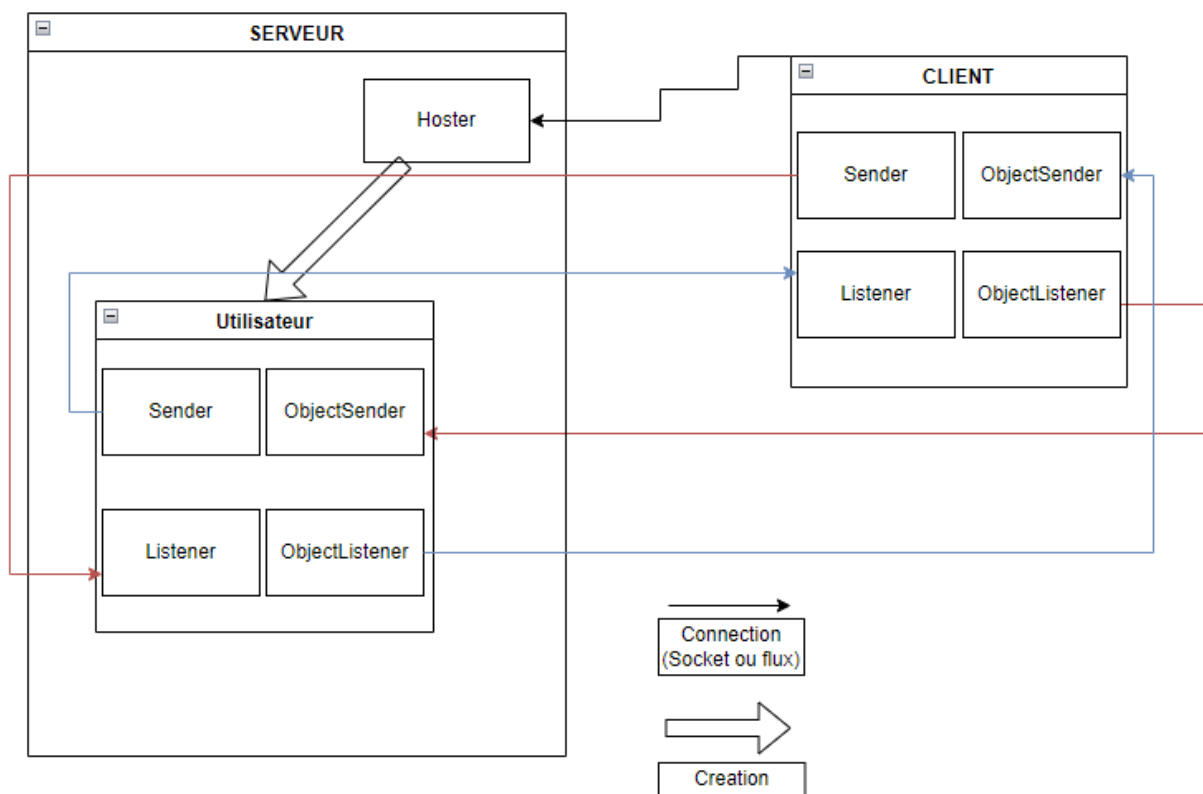 SERVEUR
Hoster
CLIENT
Sender
ObjectSender
Listener
ObjectListener
Utilisateur
Sender
ObjectSender
Listener
ObjectListener
Connection
(Socket ou flux)
Creation